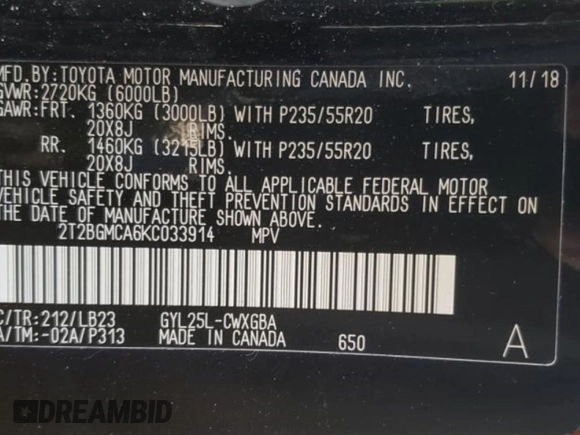 MFD.BY:TOYOTA MOTOR MANUFACTURING CANADA INC. 11/18
GVWR:2720KG (6000LB)
GAWR:FRT. 1360KG (3000LB) WITH P235/55R20 TIRES,
20X8J RIMS.
RR. 1460KG (3215LB) WITH P235/55R20 TIRES,
20X8J RIMS.
THIS VEHICLE CONFORMS TO ALL APPLICABLE FEDERAL MOTOR
VEHICLE SAFETY AND THEFT PREVENTION STANDARDS IN EFFECT ON
THE DATE OF MANUFACTURE SHOWN ABOVE.
2T2BGMCA6KC033914 MPV
C/TR:212/LB23 GYL25L-CWXGBA
A/TM:-02A/P313 MADE IN CANADA 650 A
DREAMBID